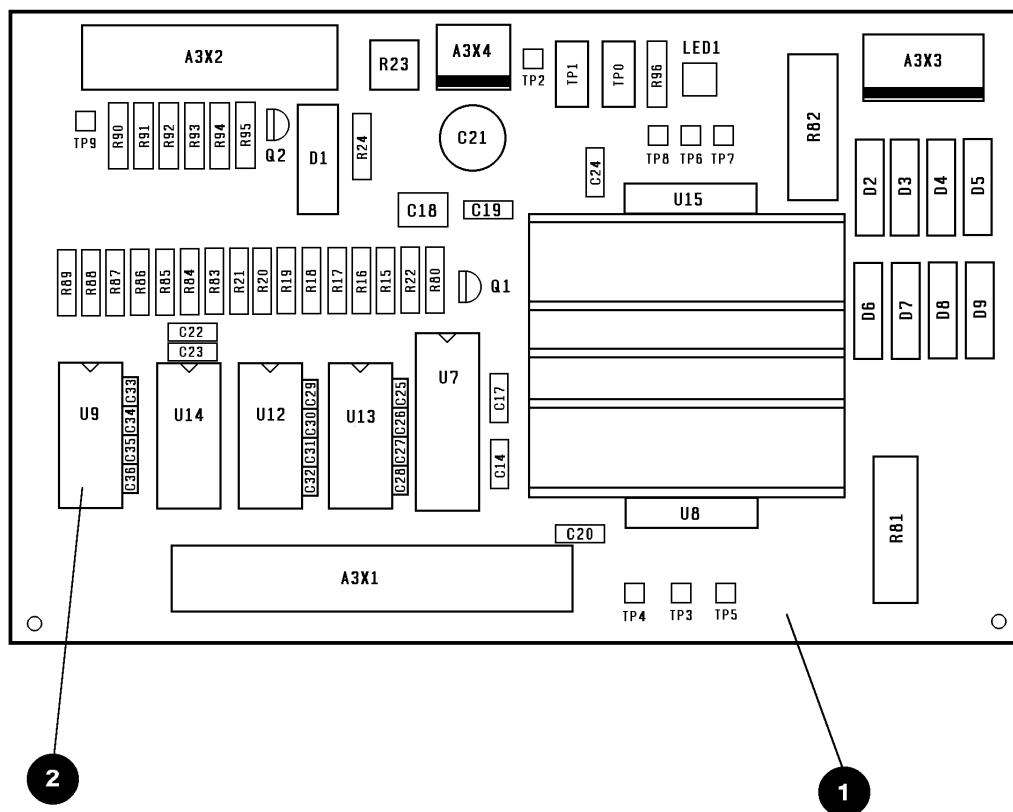 A3X2
R23
A3X4
TP2
TP1
TP0
R96
LED1
R82
A3X3
TP9
R90
R91
R92
R93
R94
R95
Q2
D1
R24
C21
TP8
TP6
TP7
C24
D2
D3
D4
D5
C18
C19
U15
R89
R88
R87
R86
R85
R84
R83
R21
R20
R19
R18
R17
R16
R15
R22
R80
Q1
D6
D7
D8
D9
C22
C23
U9
C33
C34
C35
C36
U14
U12
C29
C30
C31
C32
U13
C25
C26
C27
C28
U7
C17
C14
U8
C20
R81
A3X1
TP4
TP3
TP5
2
1